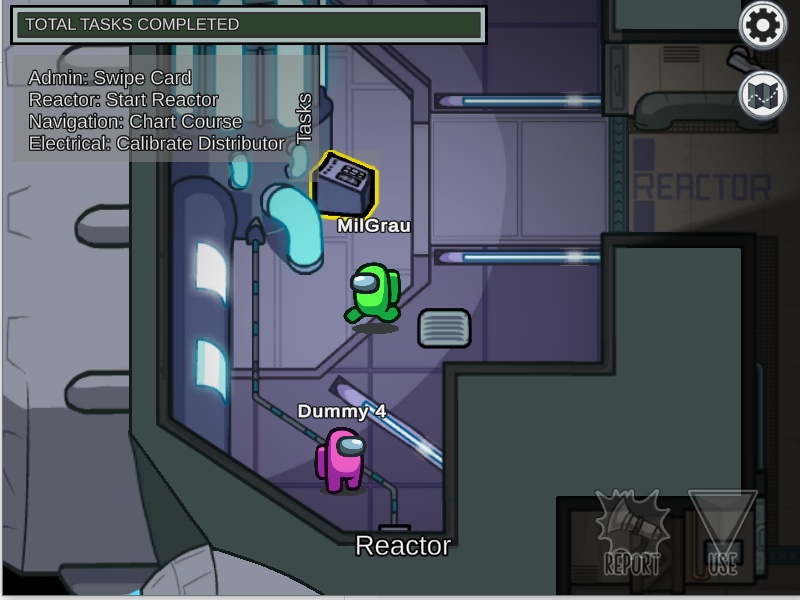 TOTAL TASKS COMPLETED
Admin: Swipe Card
Reactor: Start Reactor
Navigation: Chart Course
Electrical: Calibrate Distributor
Tasks
REACTOR
MilGrau
Dummy 4
Reactor
REPORT
USE